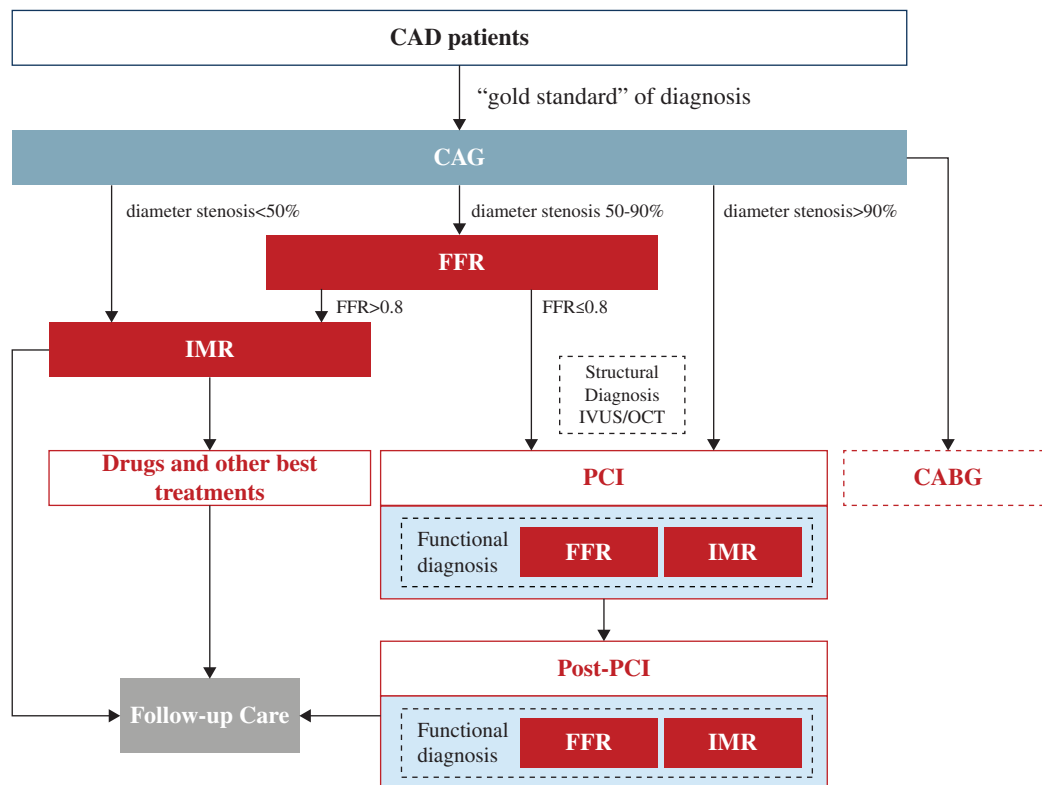 CAD patients
“gold standard” of diagnosis
CAG
diameter stenosis<50%
diameter stenosis 50-90%
diameter stenosis>90%
FFR
FFR>0.8
FFR≤0.8
IMR
Structural
Diagnosis
IVUS/OCT
Drugs and other best
treatments
PCI
CABG
Functional
diagnosis
FFR
IMR
Post-PCI
Follow-up Care
Functional
diagnosis
FFR
IMR